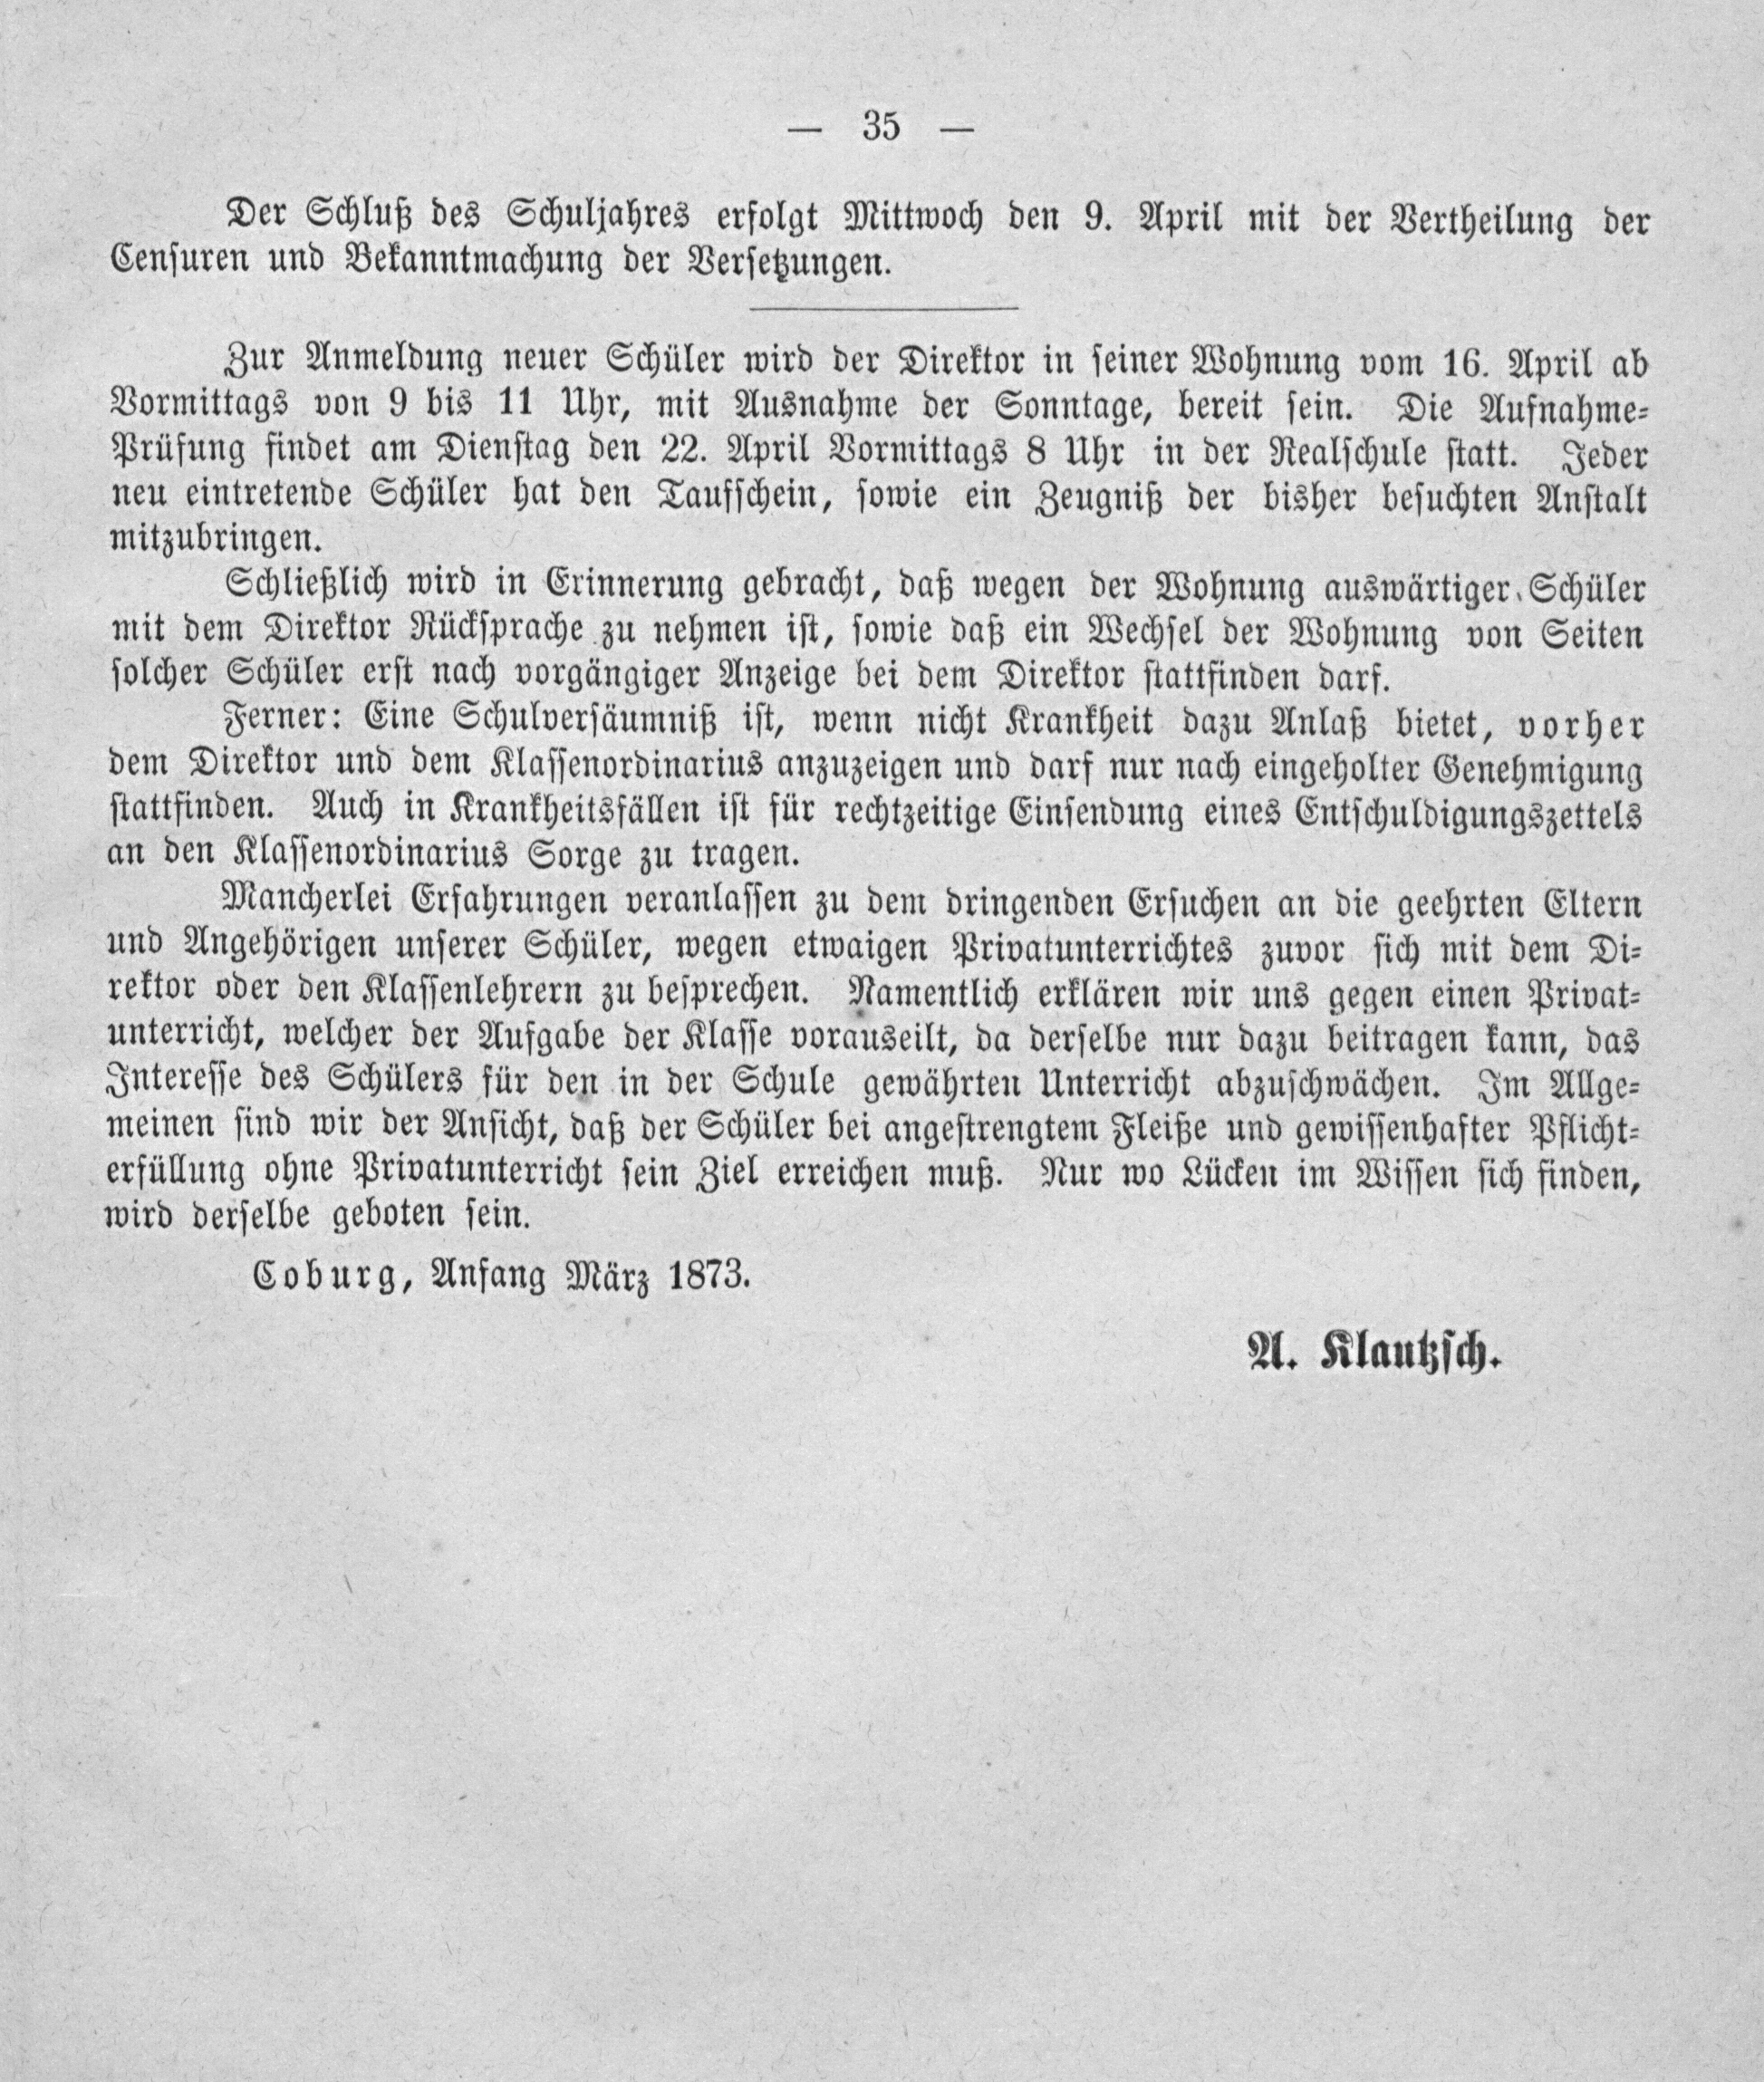 — 35 —
Der Schluß des Schuljahres erfolgt Mittwoch den 9. April mit der Vertheilung der
Censuren und Bekanntmachung der Versetzungen.
Zur Anmeldung neuer Schüler wird der Direktor in seiner Wohnung vom 16. April ab
Vormittags von 9 bis 11 Uhr, mit Ausnahme der Sonntage, bereit sein. Die Aufnahme-
Prüfung findet am Dienstag den 22. April Vormittags 8 Uhr in der Realschule statt. Jeder
neu eintretende Schüler hat den Taufschein, sowie ein Zeugniß der bisher besuchten Anstalt
mitzubringen.
Schließlich wird in Erinnerung gebracht, daß wegen der Wohnung auswärtiger Schüler
mit dem Direktor Rücksprache zu nehmen ist, sowie daß ein Wechsel der Wohnung von Seiten
solcher Schüler erst nach vorgängiger Anzeige bei dem Direktor stattfinden darf.
Ferner: Eine Schulversäumniß ist, wenn nicht Krankheit dazu Anlaß bietet, vorher
dem Direktor und dem Klassenordinarius anzuzeigen und darf nur nach eingeholter Genehmigung
stattfinden. Auch in Krankheitsfällen ist für rechtzeitige Einsendung eines Entschuldigungszettels
an den Klassenordinarius Sorge zu tragen.
Mancherlei Erfahrungen veranlassen zu dem dringenden Ersuchen an die geehrten Eltern
und Angehörigen unserer Schüler, wegen etwaigen Privatunterrichtes zuvor sich mit dem Di-
rektor oder den Klassenlehrern zu besprechen. Namentlich erklären wir uns gegen einen Privat-
unterricht, welcher der Aufgabe der Klasse vorauseilt, da derselbe nur dazu beitragen kann, das
Interesse des Schülers für den in der Schule gewährten Unterricht abzuschwächen. Im Allge-
meinen sind wir der Ansicht, daß der Schüler bei angestrengtem Fleiße und gewissenhafter Pflicht-
erfüllung ohne Privatunterricht sein Ziel erreichen muß. Nur wo Lücken im Wissen sich finden,
wird derselbe geboten sein.
Coburg, Anfang März 1873.
A. Klautzsch.